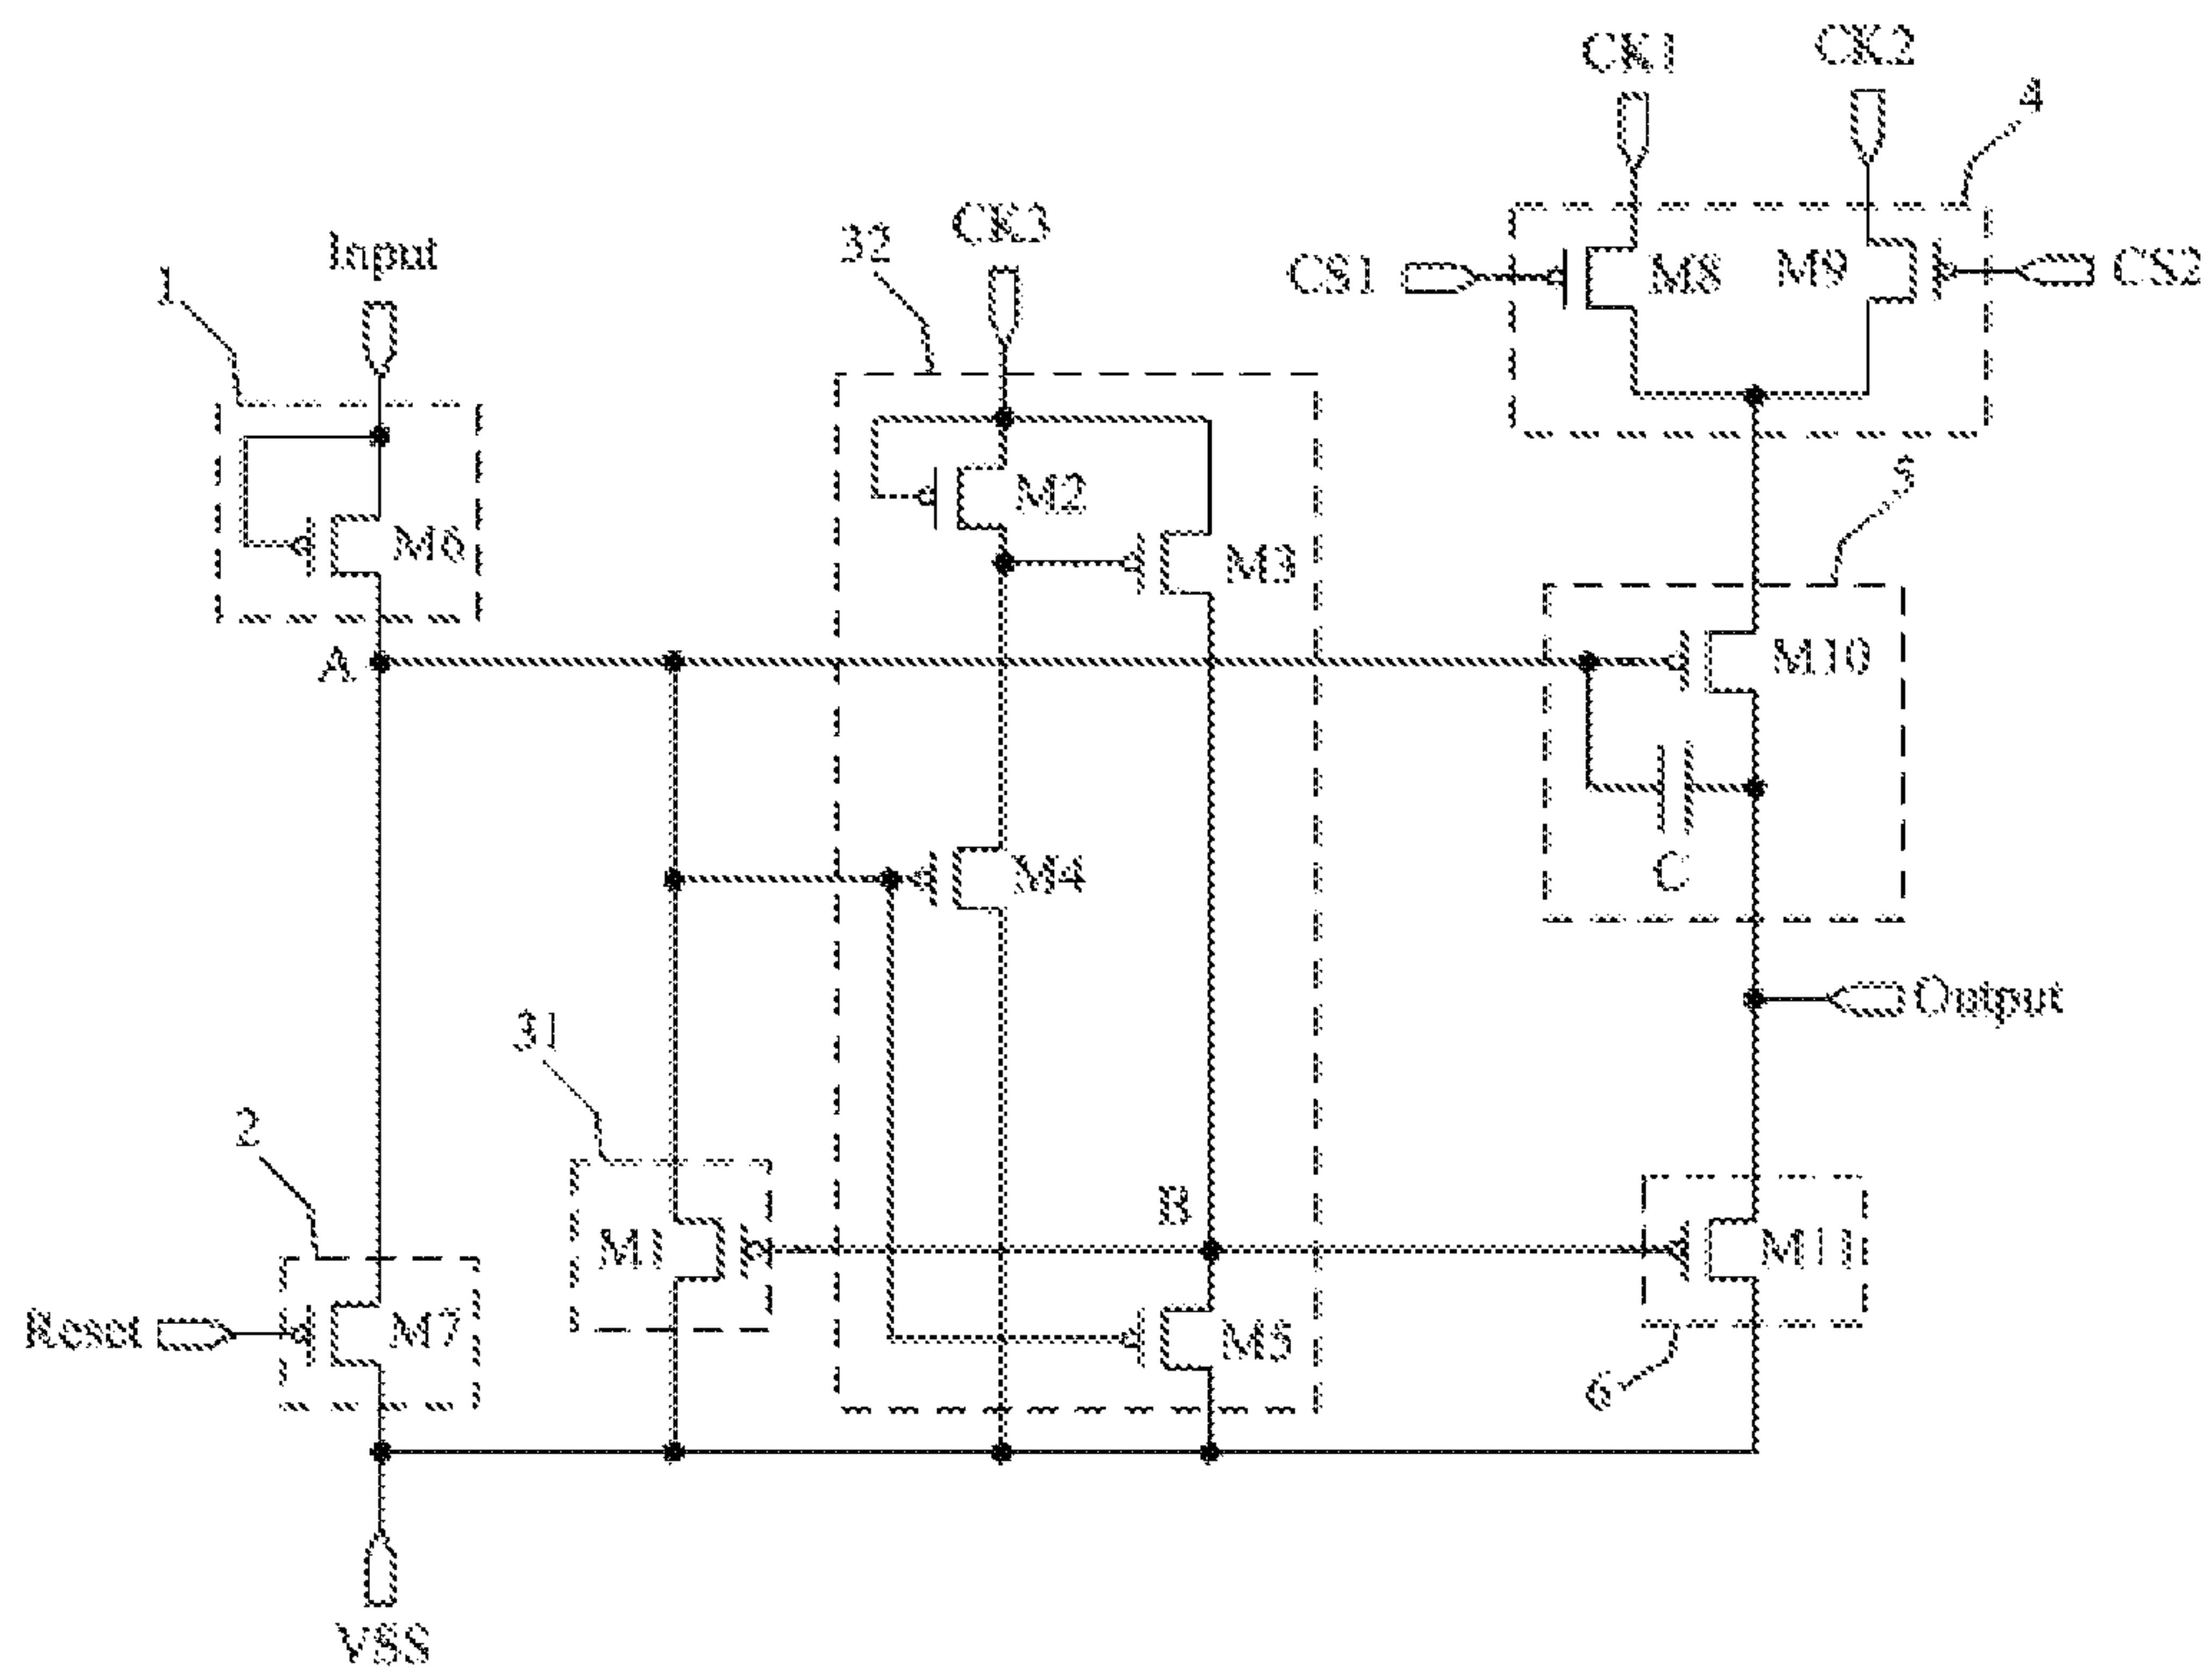 CK1
CK2
4
Input
1
32
CK3
CS1
M8
M9
CS2
M2
5
M6
M3
A
M10
M4
C
31
Output
2
B
M1
M11
Reset
M7
M5
6
VSS